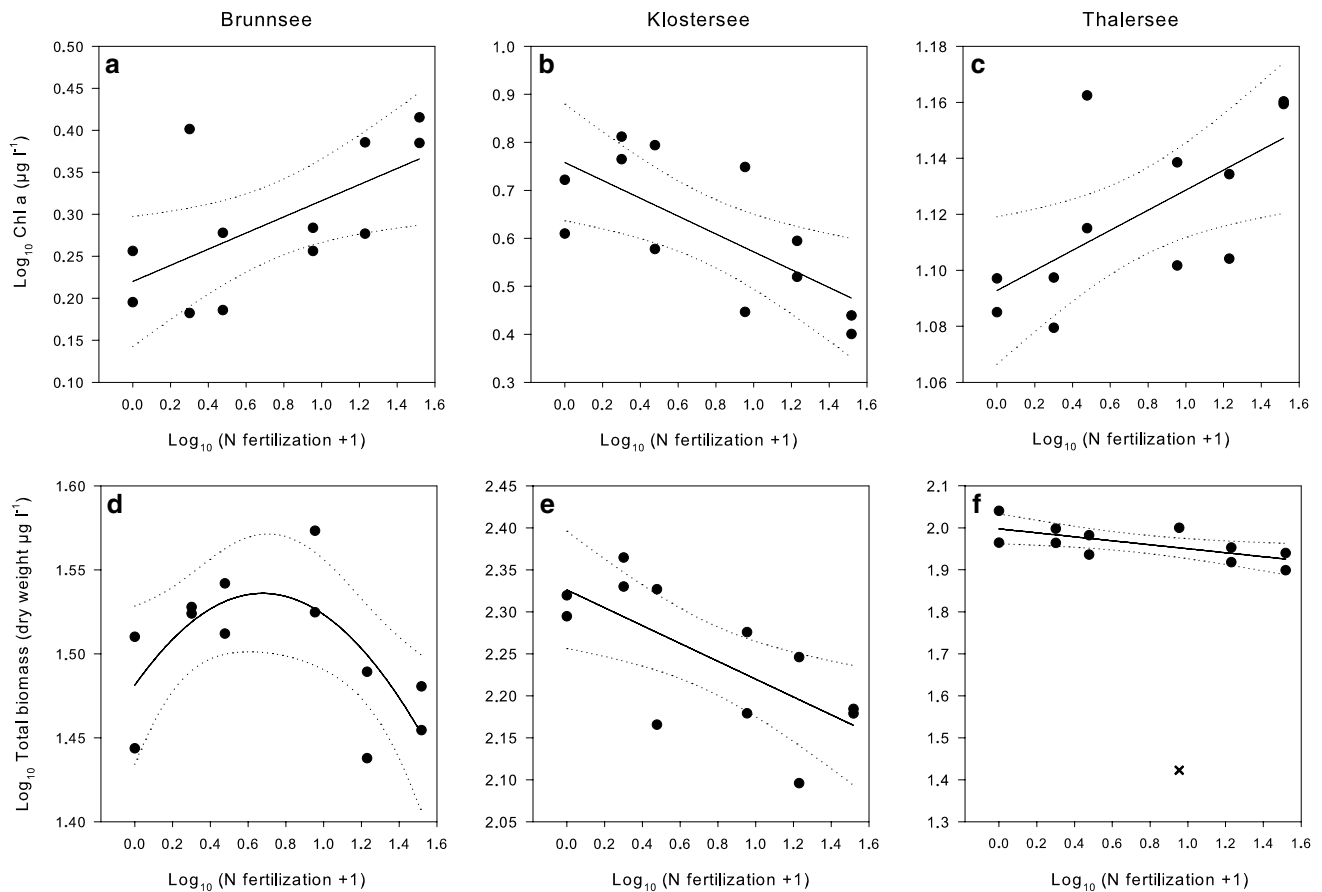 Brunnsee
Klostersee
Thalersee
a
0.50
0.45
0.40
0.35
0.30
0.25
0.20
0.15
0.10
Log₁₀ Chl a (µg l⁻¹)
0.0 0.2 0.4 0.6 0.8 1.0 1.2 1.4 1.6
Log₁₀ (N fertilization +1)
b
1.0
0.9
0.8
0.7
0.6
0.5
0.4
0.3
0.0 0.2 0.4 0.6 0.8 1.0 1.2 1.4 1.6
Log₁₀ (N fertilization +1)
c
1.18
1.16
1.14
1.12
1.10
1.08
1.06
0.0 0.2 0.4 0.6 0.8 1.0 1.2 1.4 1.6
Log₁₀ (N fertilization +1)
d
1.60
1.55
1.50
1.45
1.40
Log₁₀ Total biomass (dry weight µg l⁻¹)
0.0 0.2 0.4 0.6 0.8 1.0 1.2 1.4 1.6
Log₁₀ (N fertilization +1)
e
2.45
2.40
2.35
2.30
2.25
2.20
2.15
2.10
2.05
0.0 0.2 0.4 0.6 0.8 1.0 1.2 1.4 1.6
Log₁₀ (N fertilization +1)
f
2.1
2.0
1.9
1.8
1.7
1.6
1.5
1.4
1.3
0.0 0.2 0.4 0.6 0.8 1.0 1.2 1.4 1.6
Log₁₀ (N fertilization +1)